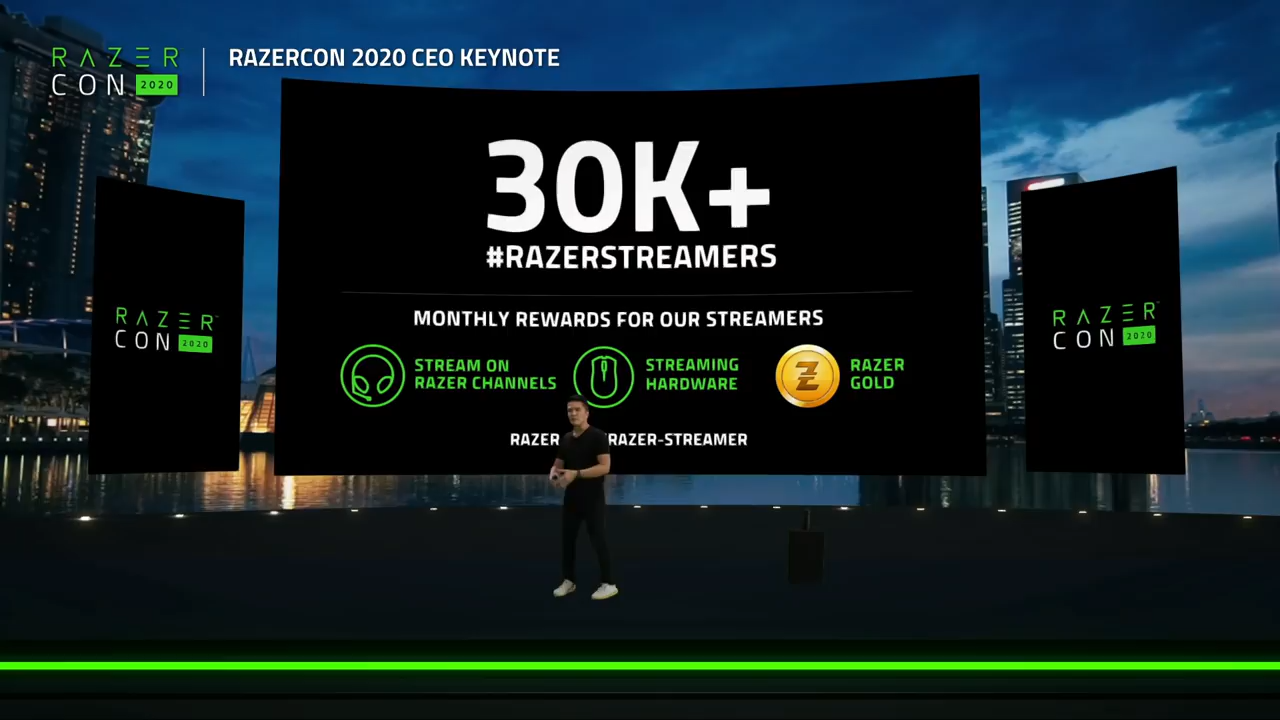 RAZER
CON 2020
RAZERCON 2020 CEO KEYNOTE
30K+
#RAZERSTREAMERS
MONTHLY REWARDS FOR OUR STREAMERS
STREAM ON
RAZER CHANNELS
STREAMING
HARDWARE
RAZER
GOLD
RAZER RAZER-STREAMER
RAZER
CON 2020
RAZER
CON 2020